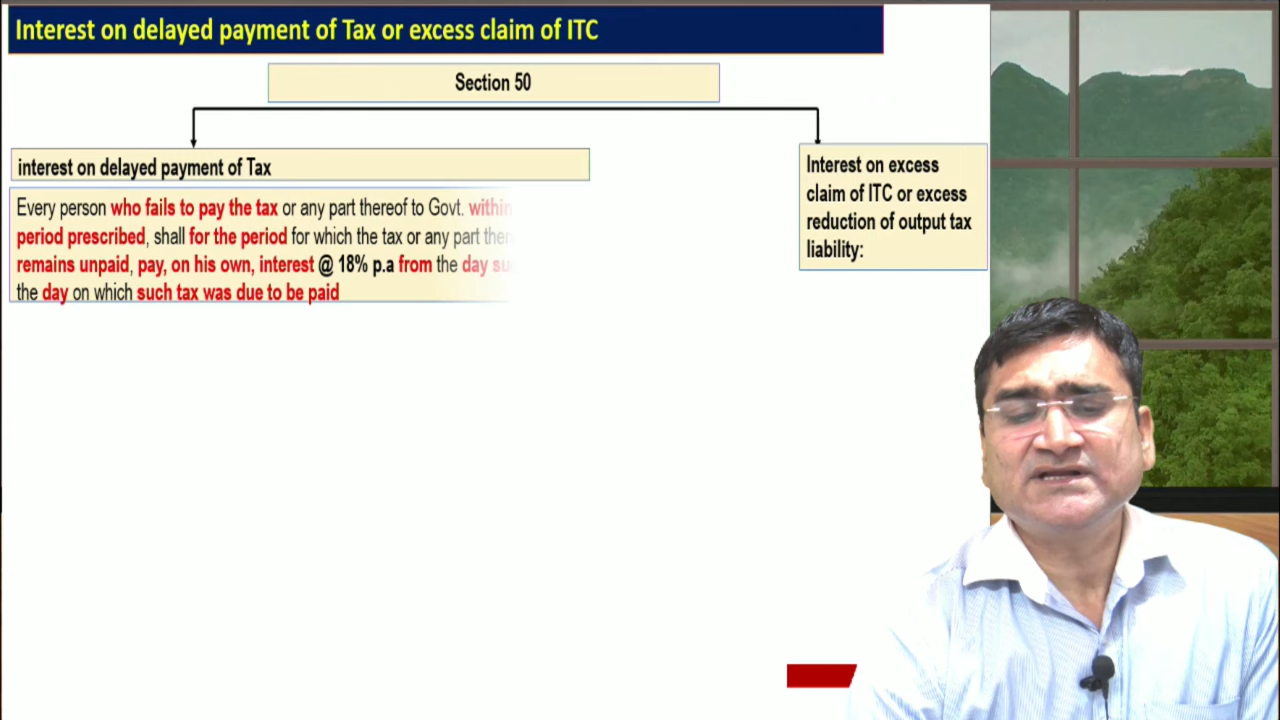 Interest on delayed payment of Tax or excess claim of ITC
Section 50
interest on delayed payment of Tax
Every person who fails to pay the tax or any part thereof to Govt. within
period prescribed, shall for the period for which the tax or any part
remains unpaid, pay, on his own, interest @ 18% p.a from the day
the day on which such tax was due to be paid
Interest on excess
claim of ITC or excess
reduction of output tax
liability: